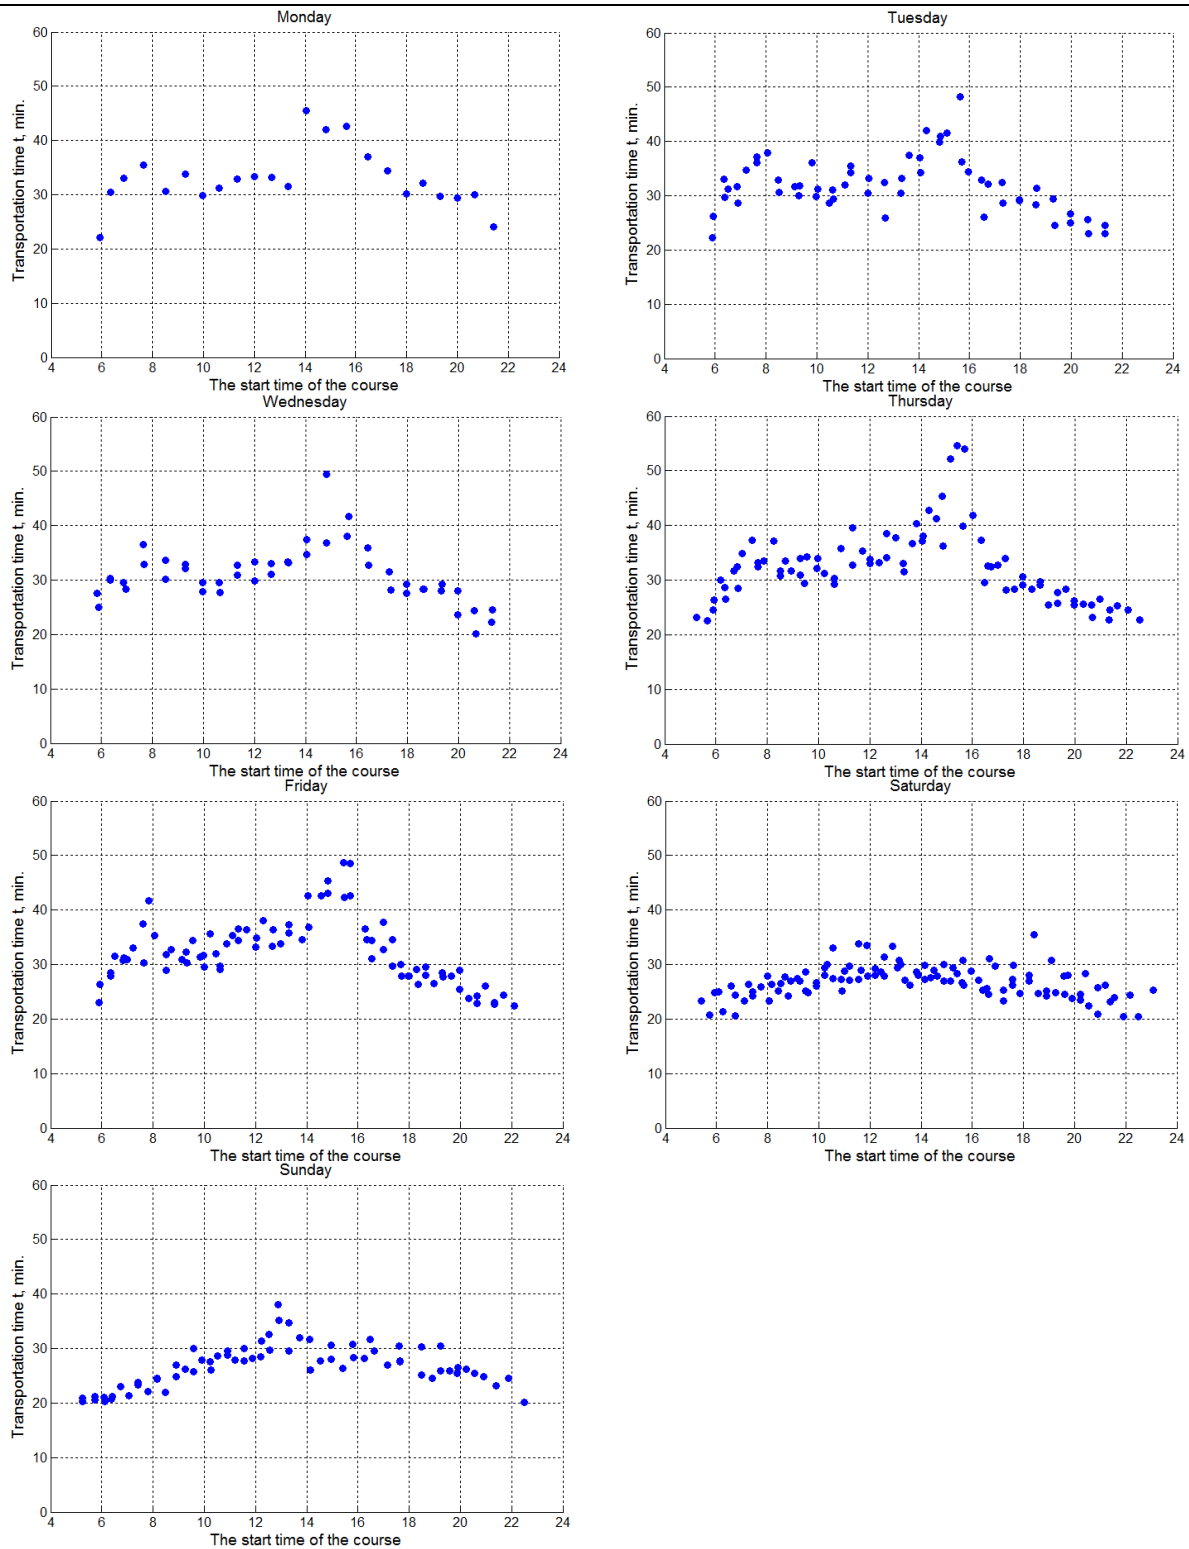 Monday
Transportation time t, min.
60
50
40
30
20
10
0
4 6 8 10 12 14 16 18 20 22 24
The start time of the course
Tuesday
Transportation time t, min.
60
50
40
30
20
10
0
4 6 8 10 12 14 16 18 20 22 24
The start time of the course
Wednesday
Transportation time t, min.
60
50
40
30
20
10
0
4 6 8 10 12 14 16 18 20 22 24
The start time of the course
Thursday
Transportation time t, min.
60
50
40
30
20
10
0
4 6 8 10 12 14 16 18 20 22 24
The start time of the course
Friday
Transportation time t, min.
60
50
40
30
20
10
0
4 6 8 10 12 14 16 18 20 22 24
The start time of the course
Saturday
Transportation time t, min.
60
50
40
30
20
10
0
4 6 8 10 12 14 16 18 20 22 24
The start time of the course
Sunday
Transportation time t, min.
60
50
40
30
20
10
0
4 6 8 10 12 14 16 18 20 22 24
The start time of the course